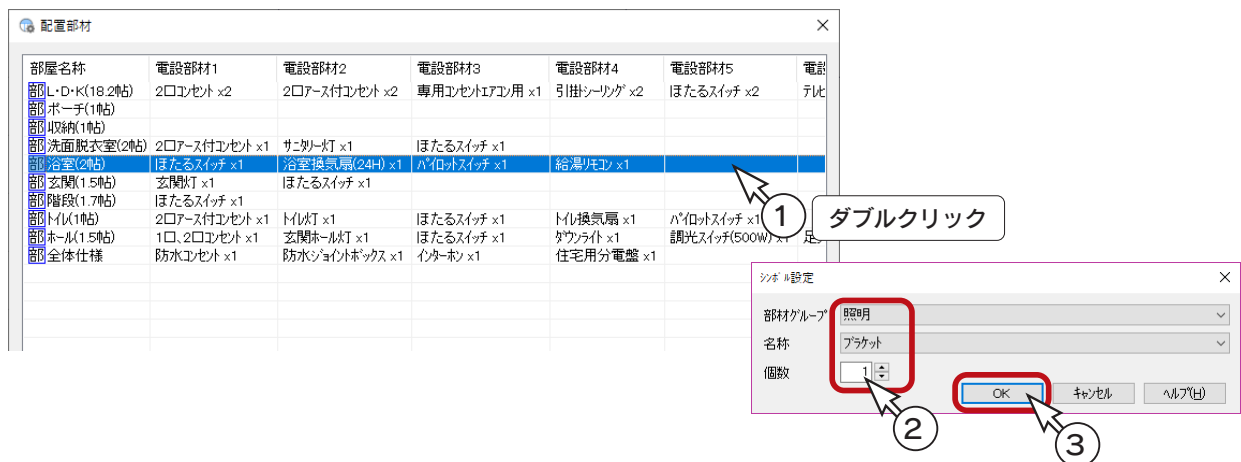 配置部材
部屋名称 電設部材1 電設部材2 電設部材3 電設部材4 電設部材5
部 L・D・K(18.2帖) 2口コンセント x2 2口アース付コンセント x2 専用コンセントエアコン用 x1 引掛シーリング x2 ほたるスイッチ x2
部 ポーチ(1帖)
部 収納(1帖)
部 洗面脱衣室(2帖) 2口アース付コンセント x1 サニタリー灯 x1 ほたるスイッチ x1
部 浴室(2帖) ほたるスイッチ x1 浴室換気扇(24H) x1 パイロットスイッチ x1 給湯リモコン x1
部 玄関(1.5帖) 玄関灯 x1 ほたるスイッチ x1
部 階段(1.7帖) ほたるスイッチ x1
部 トイレ(1帖) 2口アース付コンセント x1 トイレ灯 x1 ほたるスイッチ x1 トイレ換気扇 x1 パイロットスイッチ x1
部 ホール(1.5帖) 1口、2口コンセント x1 玄関ホール灯 x1 ほたるスイッチ x1 ダウンライト x1 調光スイッチ(500W) x1
部 全体仕様 防水コンセント x1 防水ジョイントボックス x1 インターホン x1 住宅用分電盤 x1
1 ダブルクリック
シンボル設定
部材グループ 照明
名称 ブラケット
個数 1
OK キャンセル ヘルプ(H)
2
3